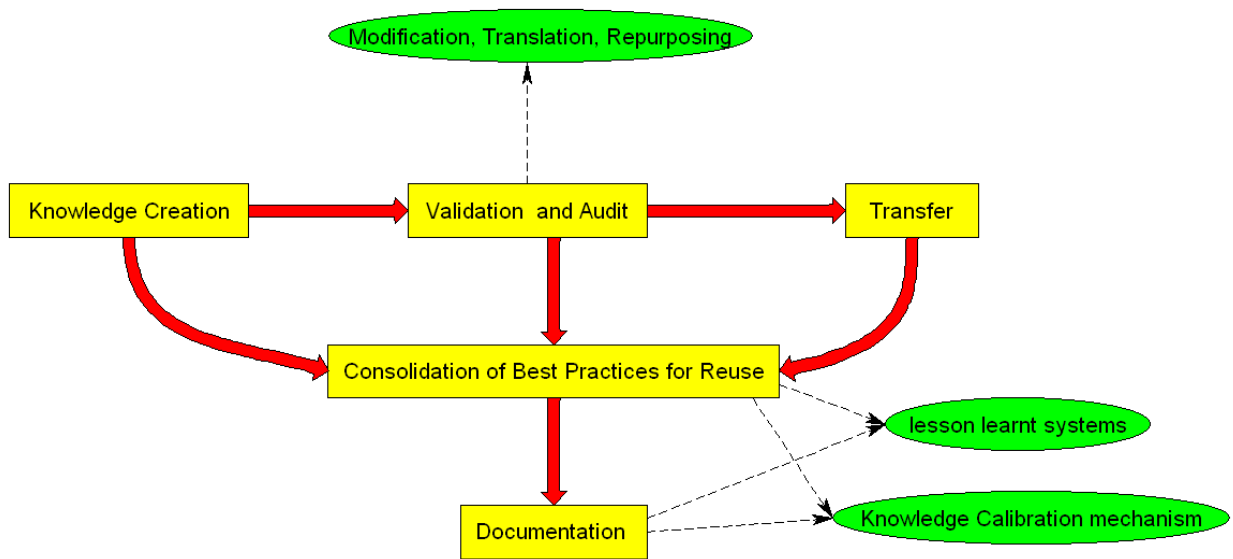 Modification, Translation, Repurposing
Knowledge Creation
Validation and Audit
Transfer
Consolidation of Best Practices for Reuse
lesson learnt systems
Documentation
Knowledge Calibration mechanism